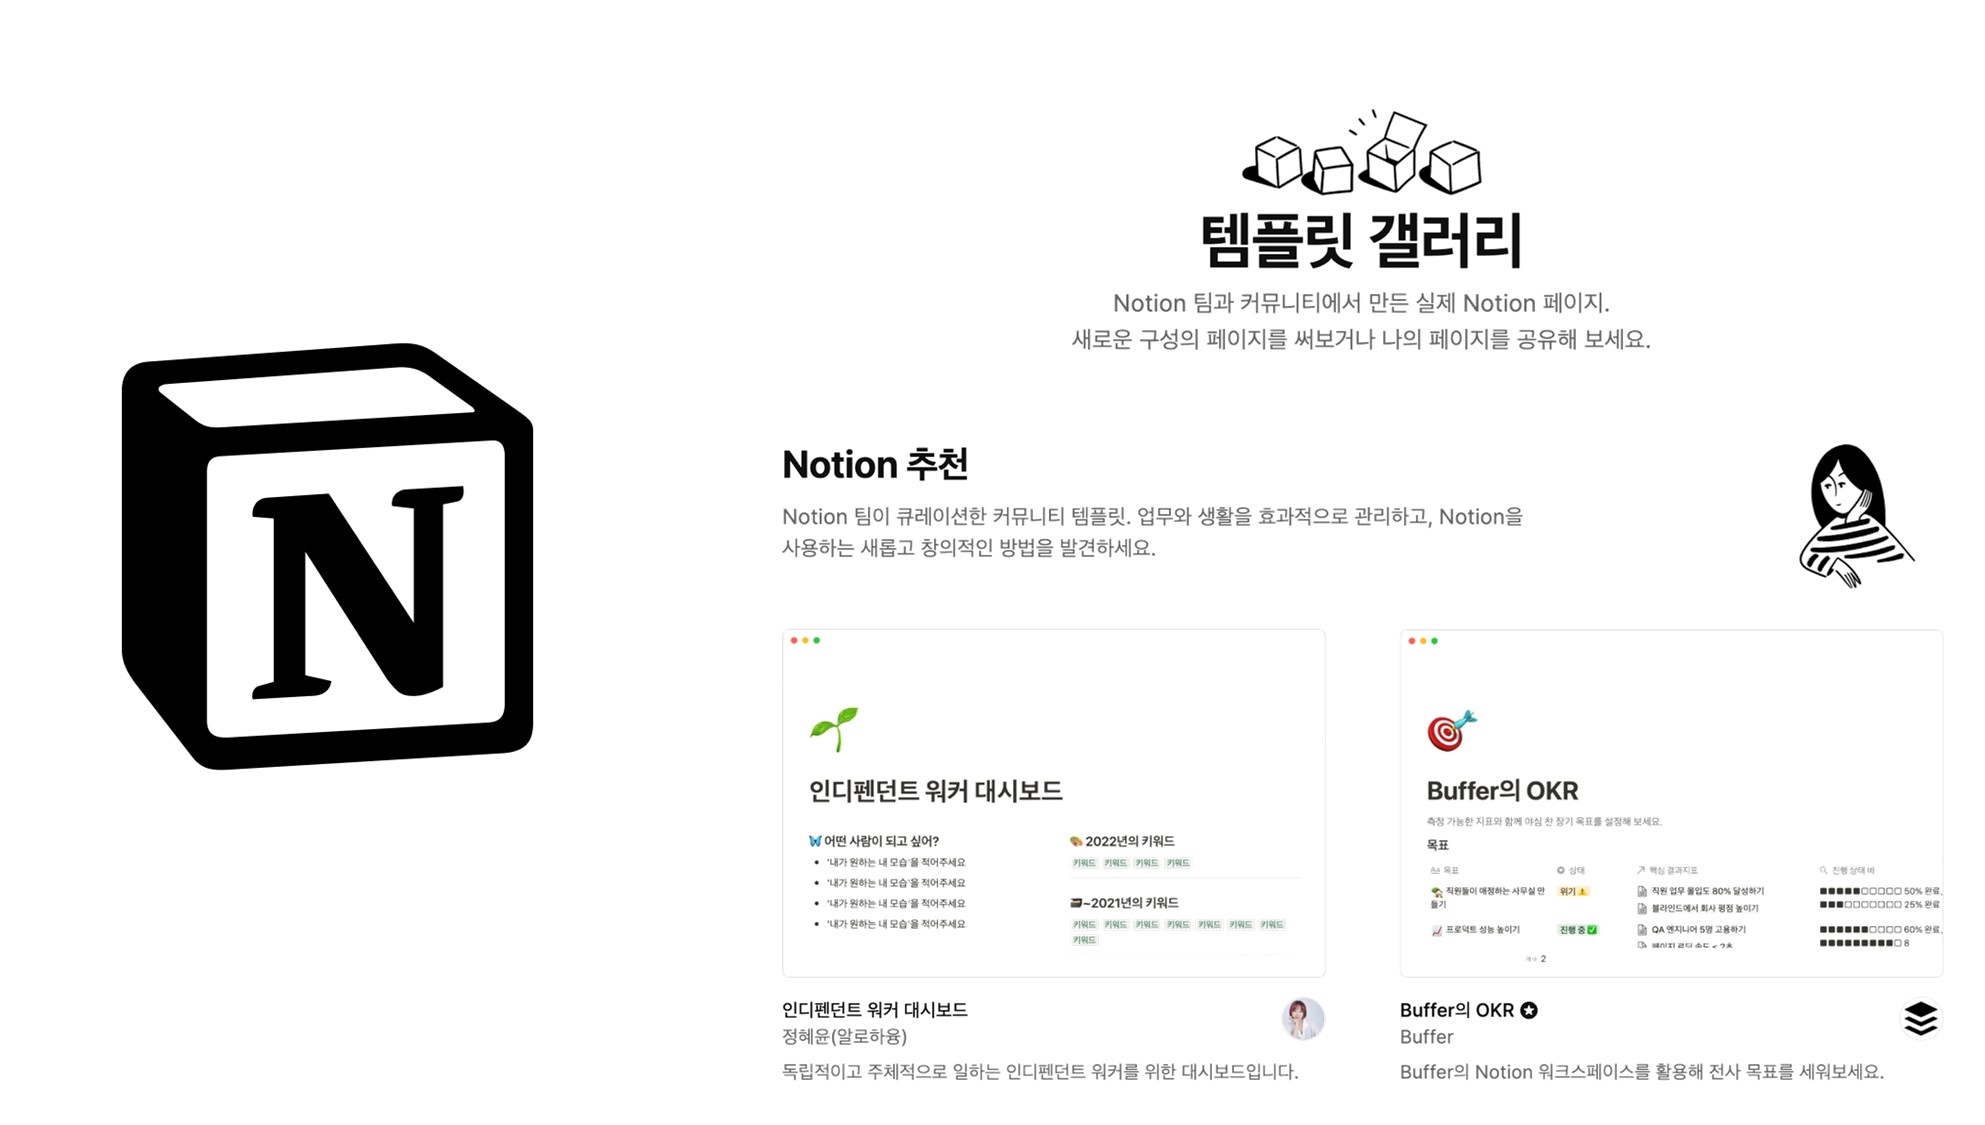 템플릿 갤러리
Notion 팀과 커뮤니티에서 만든 실제 Notion 페이지.
새로운 구성의 페이지를 써보거나 나의 페이지를 공유해 보세요.
N
Notion 추천
Notion 팀이 큐레이션한 커뮤니티 템플릿. 업무와 생활을 효과적으로 관리하고, Notion을
사용하는 새롭고 창의적인 방법을 발견하세요.
인디펜던트 워커 대시보드
어떤 사람이 되고 싶어?
'내가 원하는 내 모습'을 적어주세요
'내가 원하는 내 모습'을 적어주세요
'내가 원하는 내 모습'을 적어주세요
'내가 원하는 내 모습'을 적어주세요
2022년의 키워드
키워드 키워드 키워드 키워드
~2021년의 키워드
키워드 키워드 키워드 키워드 키워드 키워드 키워드
키워드
인디펜던트 워커 대시보드
정혜윤(알로하융)
독립적이고 주체적으로 일하는 인디펜던트 워커를 위한 대시보드입니다.
Buffer의 OKR
측정 가능한 지표와 함께 야심 찬 장기 목표를 설정해 보세요.
목표
Aa 목표 상태 핵심 결과지표 진행 상태 바
직원들이 애정하는 사무실 만들기 위기 직원 업무 몰입도 80% 달성하기 ■■■■■□□□□□ 50% 완료,
블라인드에서 회사 평점 높이기 ■■■□□□□□□□ 25% 완료
프로덕트 성능 높이기 진행 중 QA 엔지니어 5명 고용하기 ■■■■■■□□□□ 60% 완료,
페이지 로딩 속도 < 2초 ■■■■■■■■■□ 8
개수 2
Buffer의 OKR
Buffer
Buffer의 Notion 워크스페이스를 활용해 전사 목표를 세워보세요.